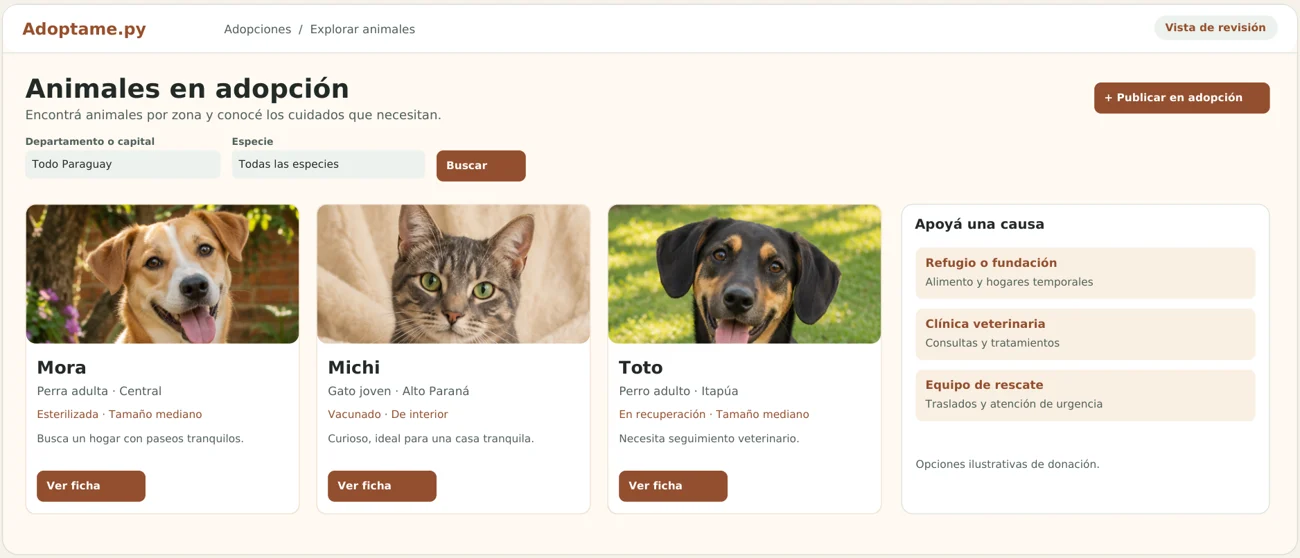 Adoptame.py
Adopciones / Explorar animales
Vista de revisión
Animales en adopción
Encontrá animales por zona y conocé los cuidados que necesitan.
+ Publicar en adopción
Departamento o capital
Especie
Todo Paraguay
Todas las especies
Buscar
Mora
Perra adulta · Central
Esterilizada · Tamaño mediano
Busca un hogar con paseos tranquilos.
Ver ficha
Michi
Gato joven · Alto Paraná
Vacunado · De interior
Curioso, ideal para una casa tranquila.
Ver ficha
Toto
Perro adulto · Itapúa
En recuperación · Tamaño mediano
Necesita seguimiento veterinario.
Ver ficha
Apoyá una causa
Refugio o fundación
Alimento y hogares temporales
Clínica veterinaria
Consultas y tratamientos
Equipo de rescate
Traslados y atención de urgencia
Opciones ilustrativas de donación.